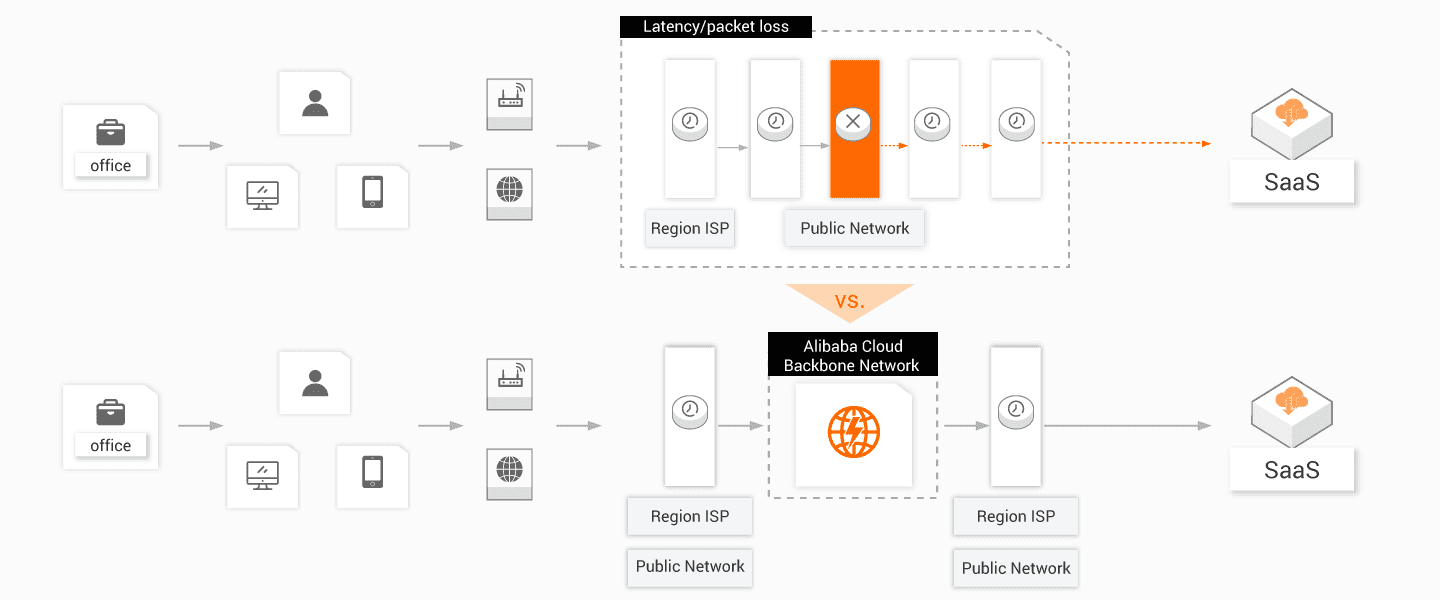 Latency/packet loss
office
Region ISP
Public Network
SaaS
VS.
Alibaba Cloud
Backbone Network
office
Region ISP
Public Network
Region ISP
Public Network
SaaS